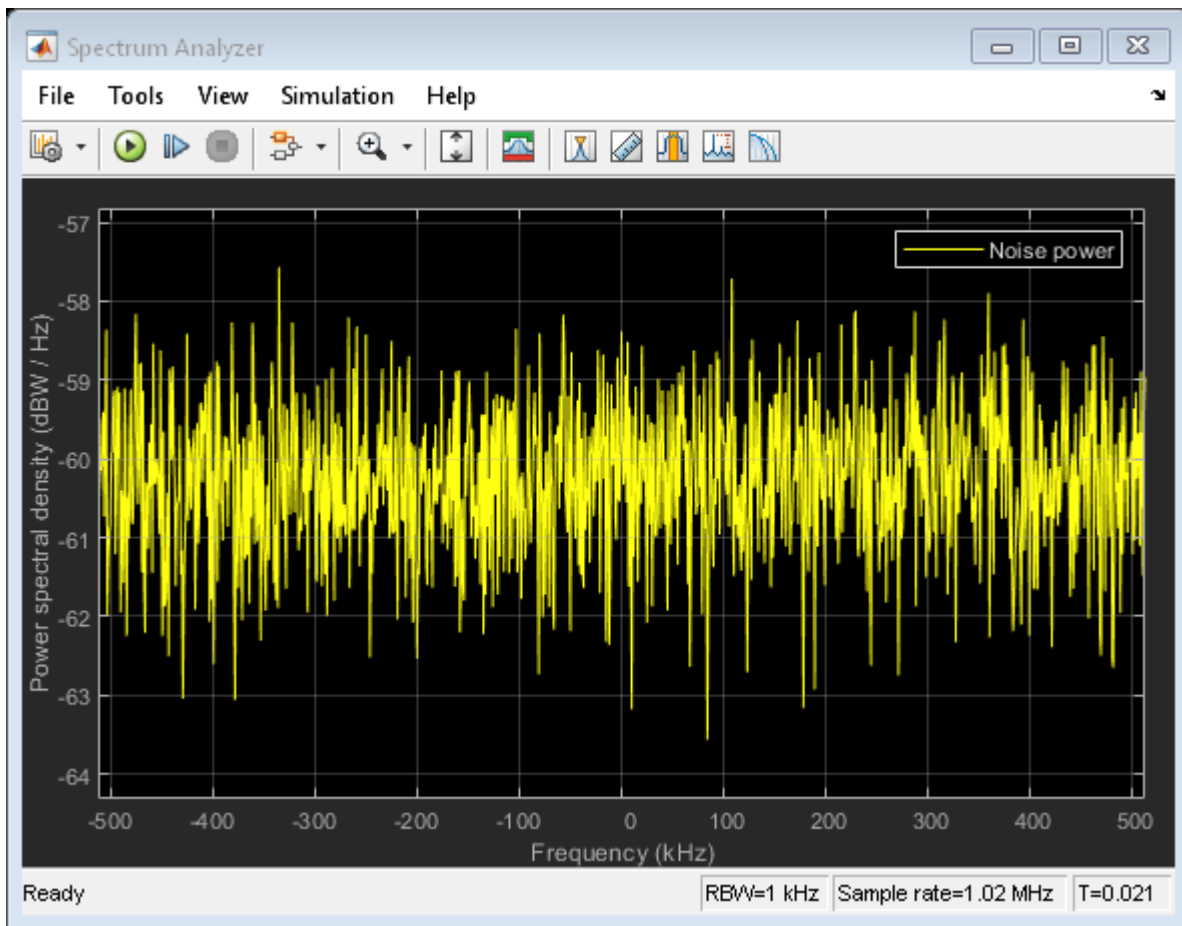 Spectrum Analyzer
File Tools View Simulation Help
Noise power
Power spectral density (dBW / Hz)
-57
-58
-59
-60
-61
-62
-63
-64
-500 -400 -300 -200 -100 0 100 200 300 400 500
Frequency (kHz)
Ready RBW=1 kHz Sample rate=1.02 MHz T=0.021